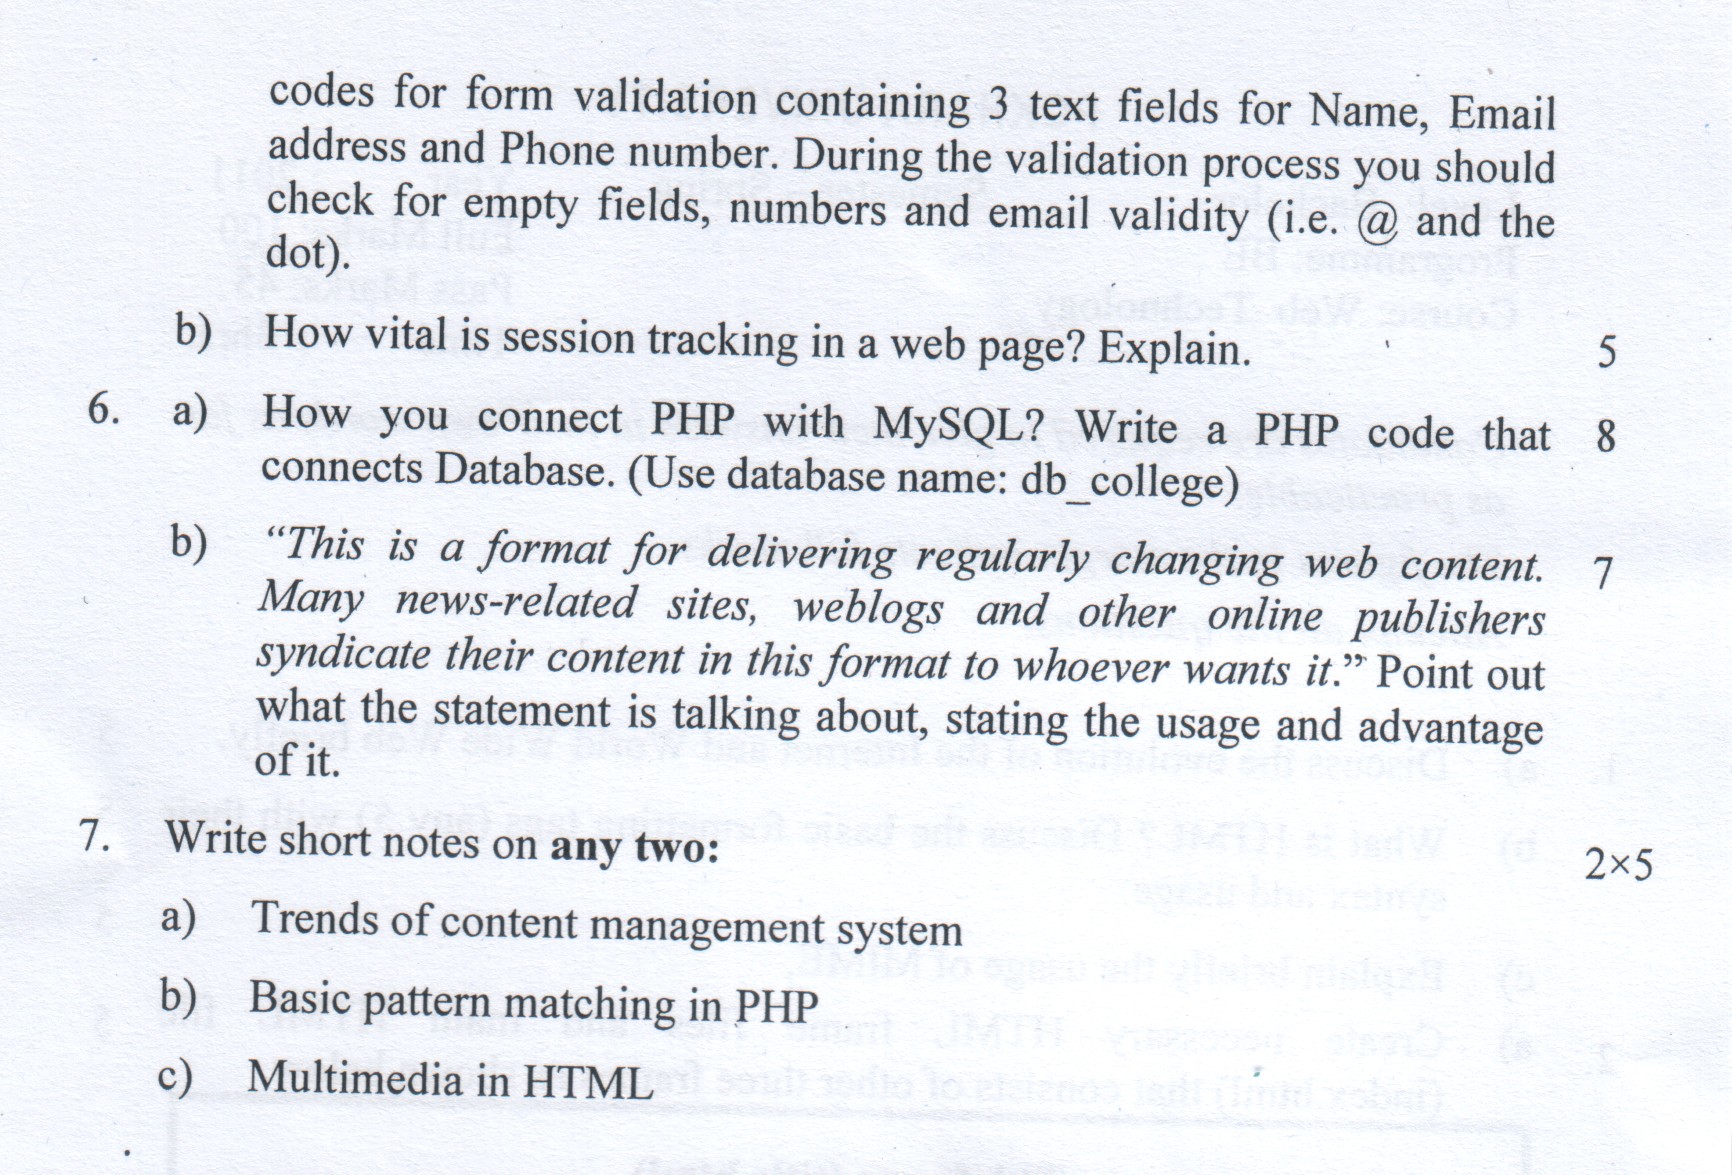 codes for form validation containing 3 text fields for Name, Email
address and Phone number. During the validation process you should
check for empty fields, numbers and email validity (i.e. @ and the
dot).
b) How vital is session tracking in a web page? Explain. 5
6. a) How you connect PHP with MySQL? Write a PHP code that 8
connects Database. (Use database name: db_college)
b) “This is a format for delivering regularly changing web content. 7
Many news-related sites, weblogs and other online publishers
syndicate their content in this format to whoever wants it.” Point out
what the statement is talking about, stating the usage and advantage
of it.
7. Write short notes on any two: 2×5
a) Trends of content management system
b) Basic pattern matching in PHP
c) Multimedia in HTML